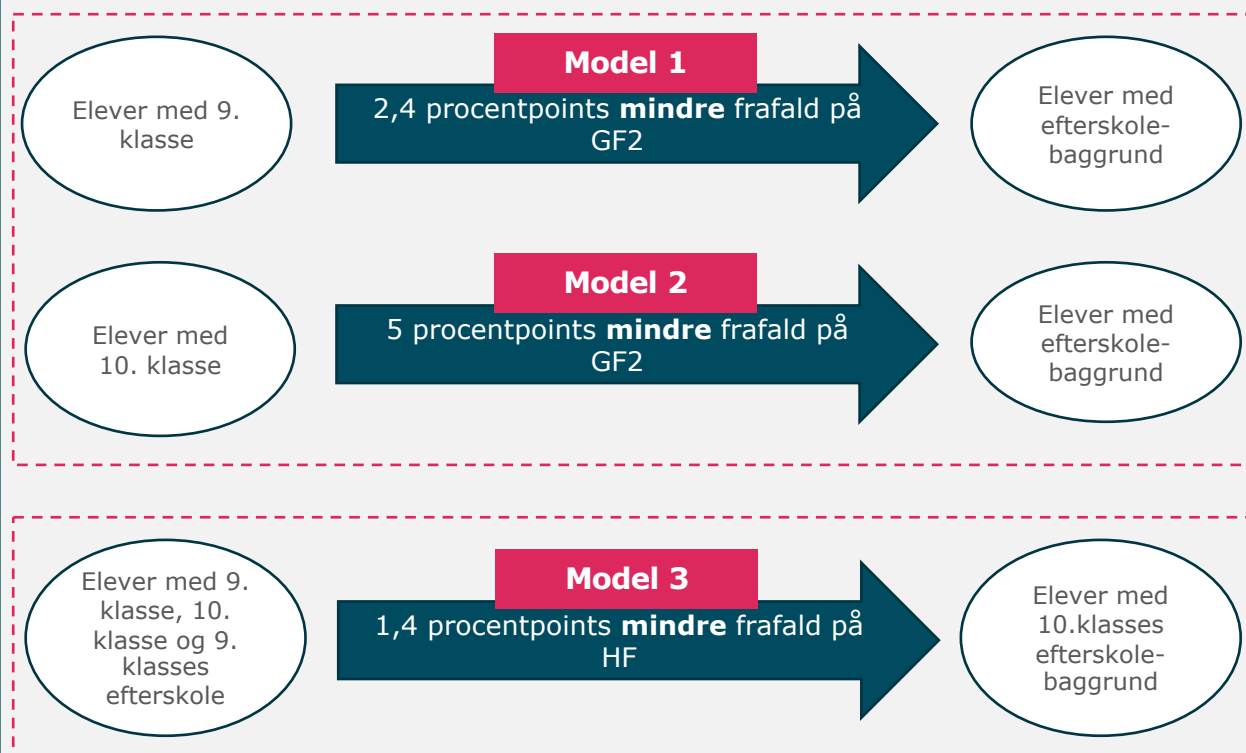 Model 1
Elever med 9.
klasse
2,4 procentpoints mindre frafald på
GF2
Elever med
efterskole-
baggrund
Model 2
Elever med
10. klasse
5 procentpoints mindre frafald på
GF2
Elever med
efterskole-
baggrund
Model 3
Elever med 9.
klasse, 10.
klasse og 9.
klasses
efterskole
1,4 procentpoints mindre frafald på
HF
Elever med
10.klasses
efterskole-
baggrund